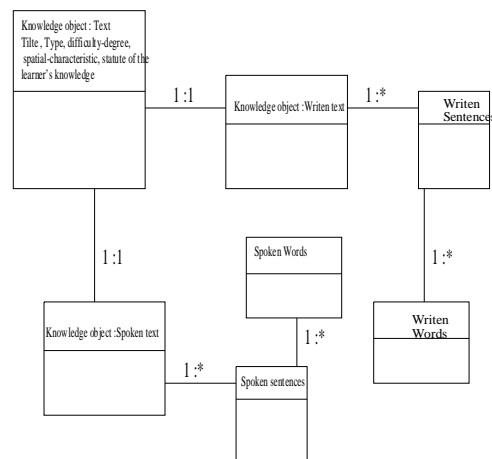 Knowledge object : Text
Tilte , Type, difficulty-degree,
spatial-characteristic, statute of the
learner's knowledge
1 :1
Knowledge object :Writen text
1 :*
Writen
Sentences
1 :1
Spoken Words
1 :*
Knowledge object :Spoken text
Writen
Words
1 :*
1 :*
Spoken sentences